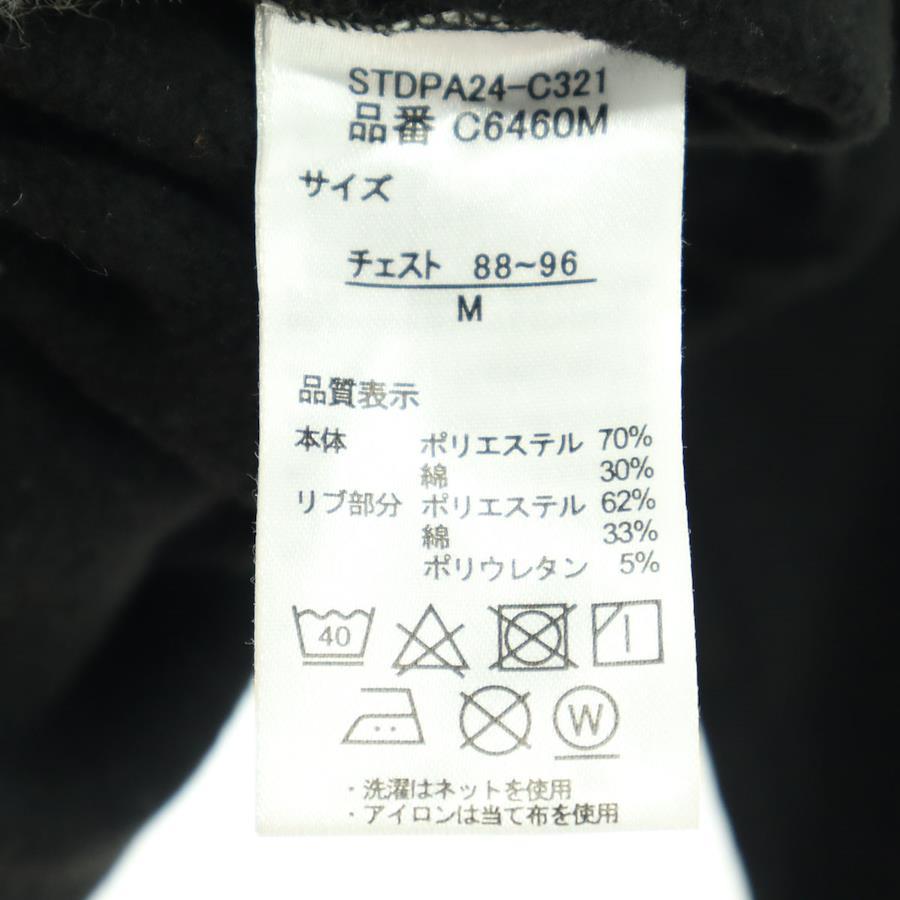 STDPA24-C321
品番 C6460M
サイズ
チェスト 88~96
M
品質表示
本体 ポリエステル 70%
綿 30%
リブ部分 ポリエステル 62%
綿 33%
ポリウレタン 5%
40
W
・洗濯はネットを使用
・アイロンは当て布を使用